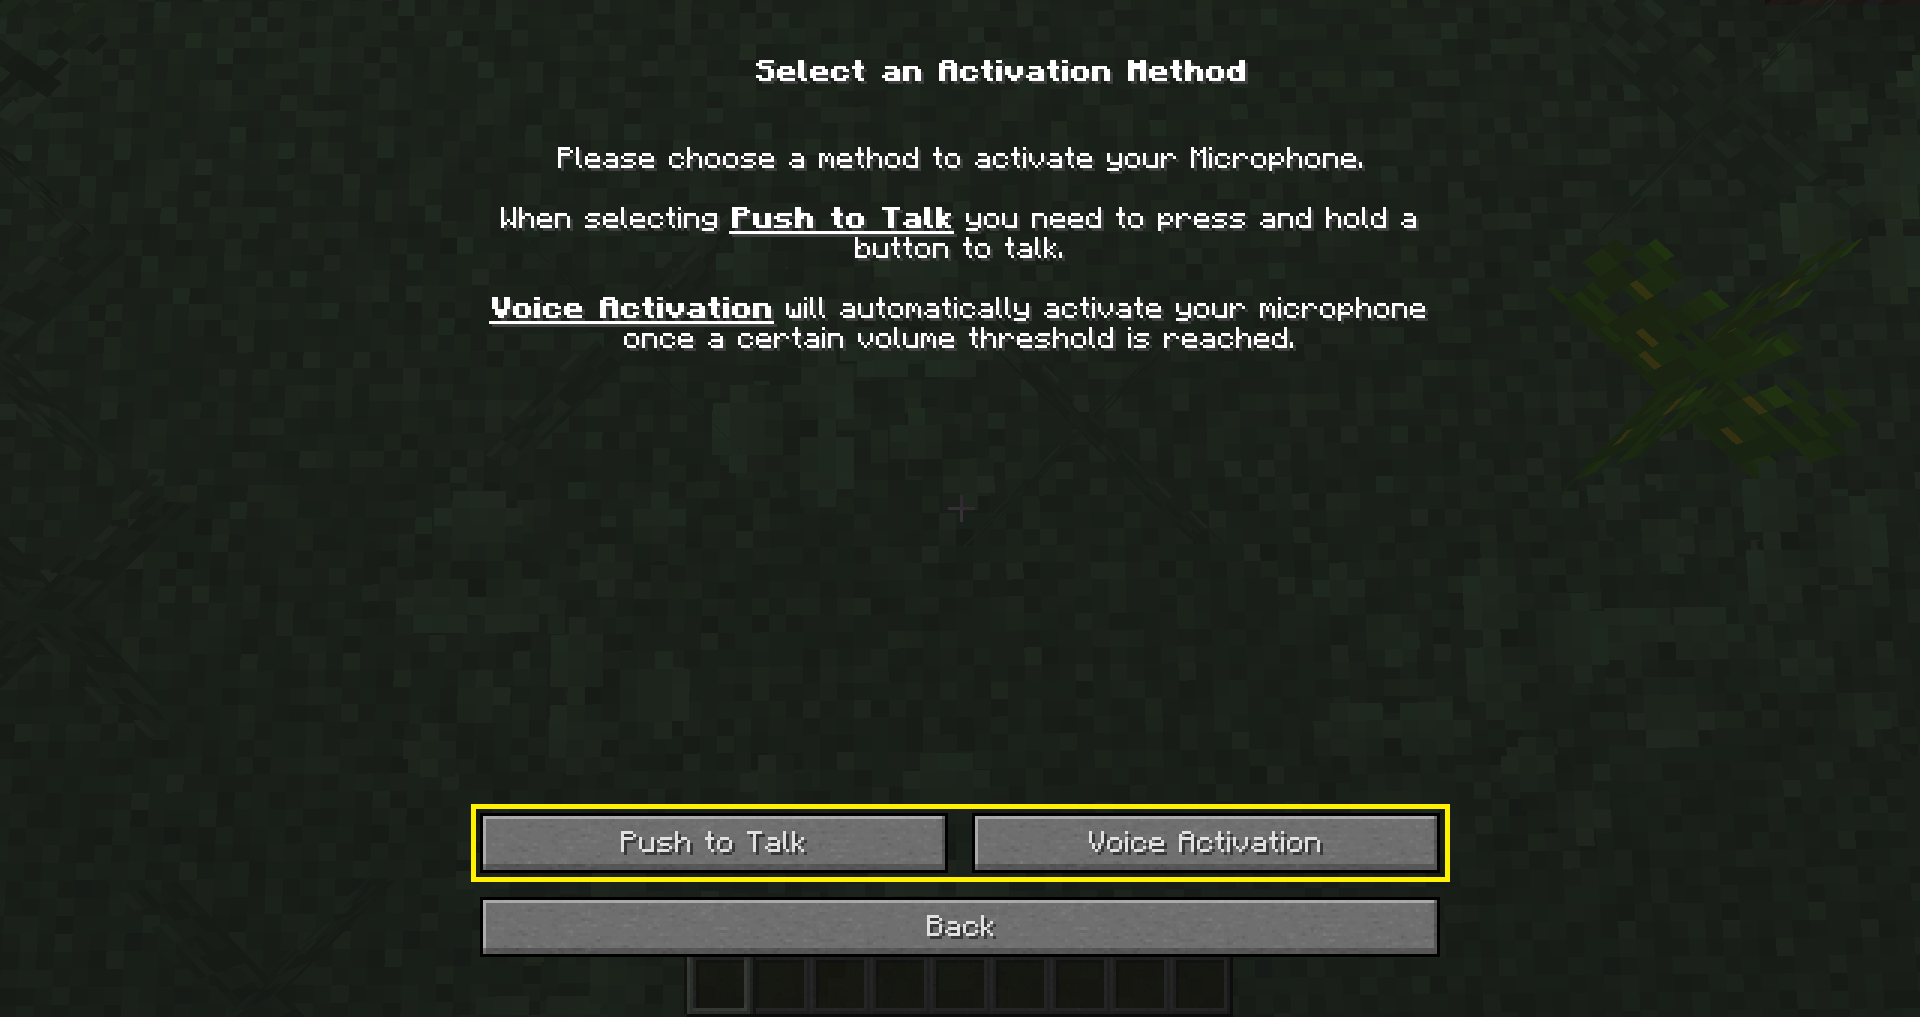 Select an Activation Method
Please choose a method to activate your Microphone.
When selecting Push to Talk you need to press and hold a
button to talk.
Voice Activation will automatically activate your microphone
once a certain volume threshold is reached.
Push to Talk
Voice Activation
Back